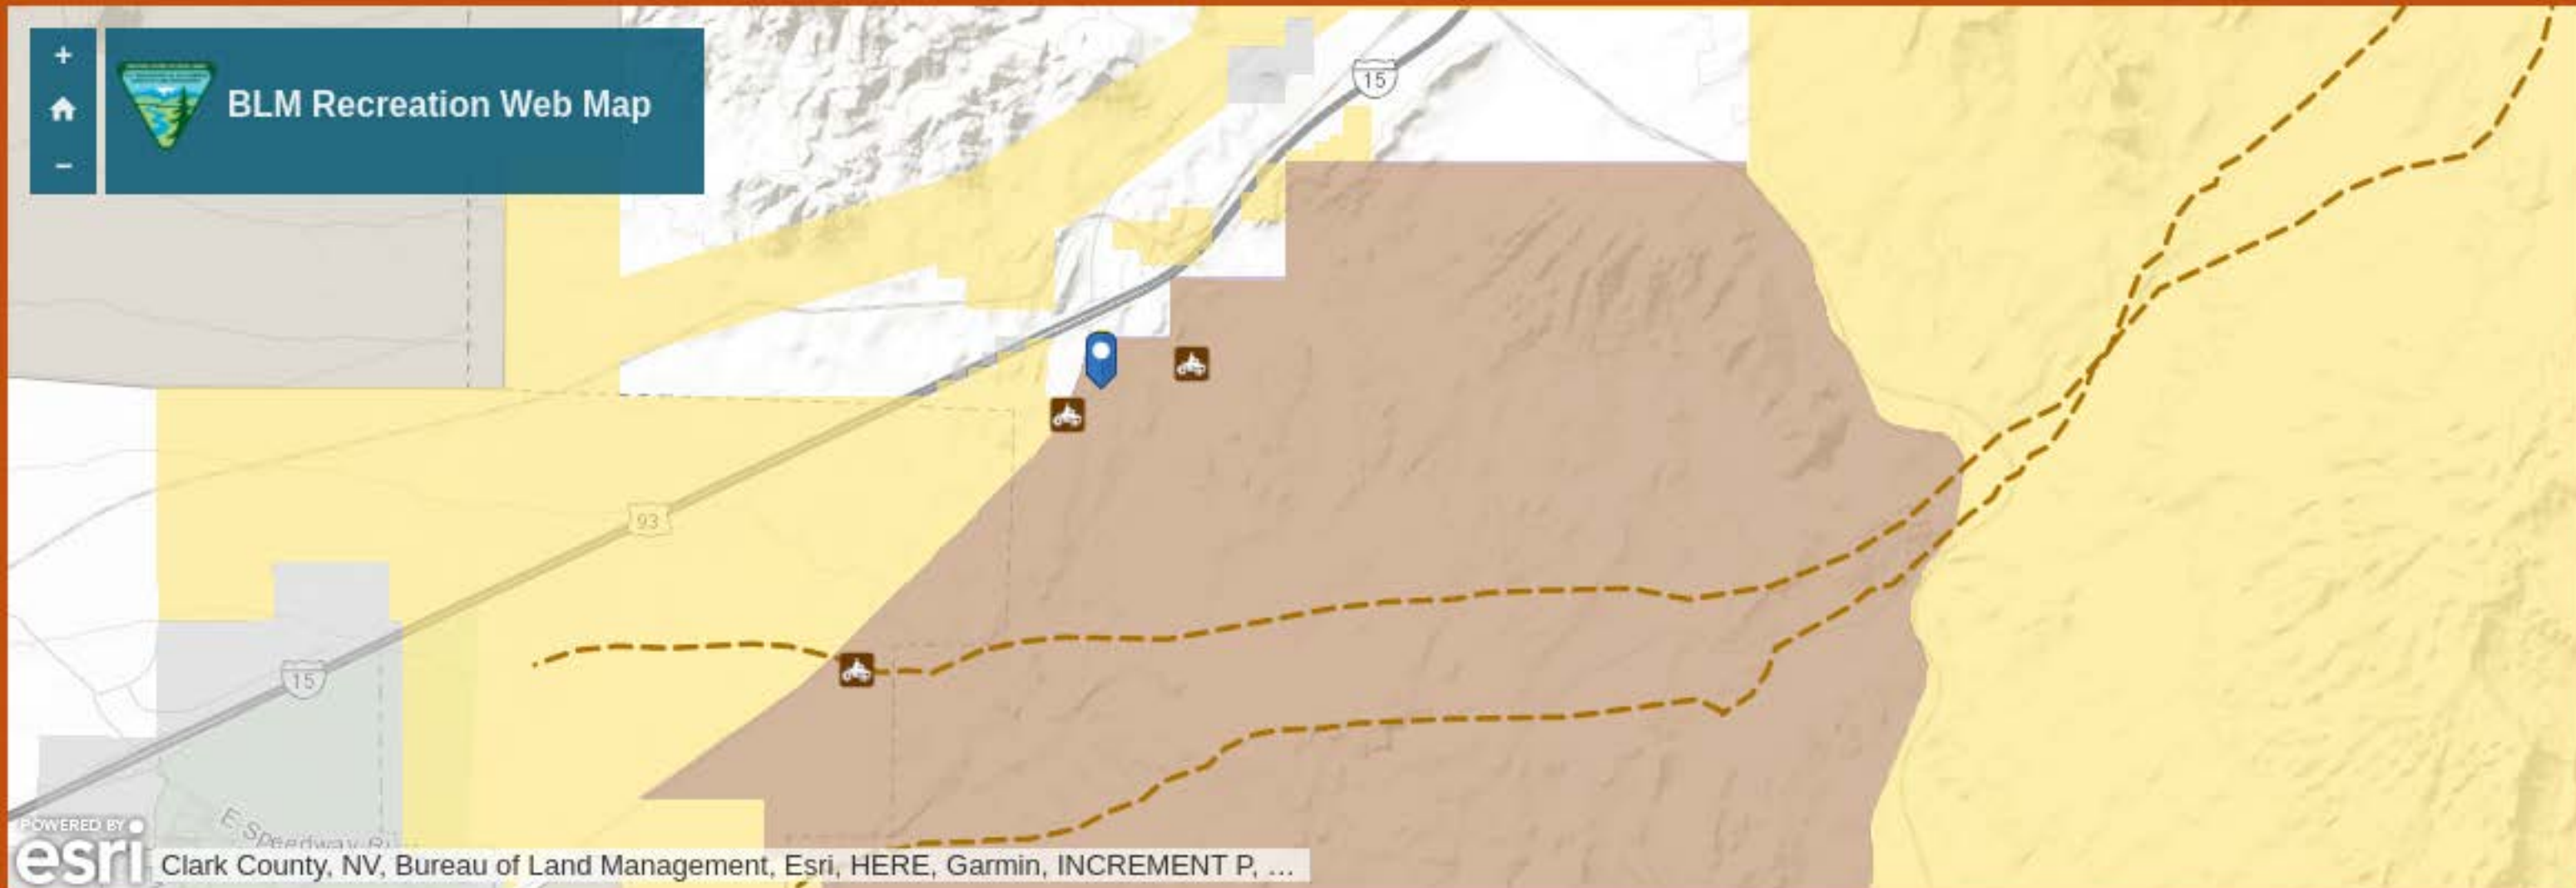 +
BLM Recreation Web Map
−
15
93
15
E Speedway
POWERED BY
esri
Clark County, NV, Bureau of Land Management, Esri, HERE, Garmin, INCREMENT P, ...